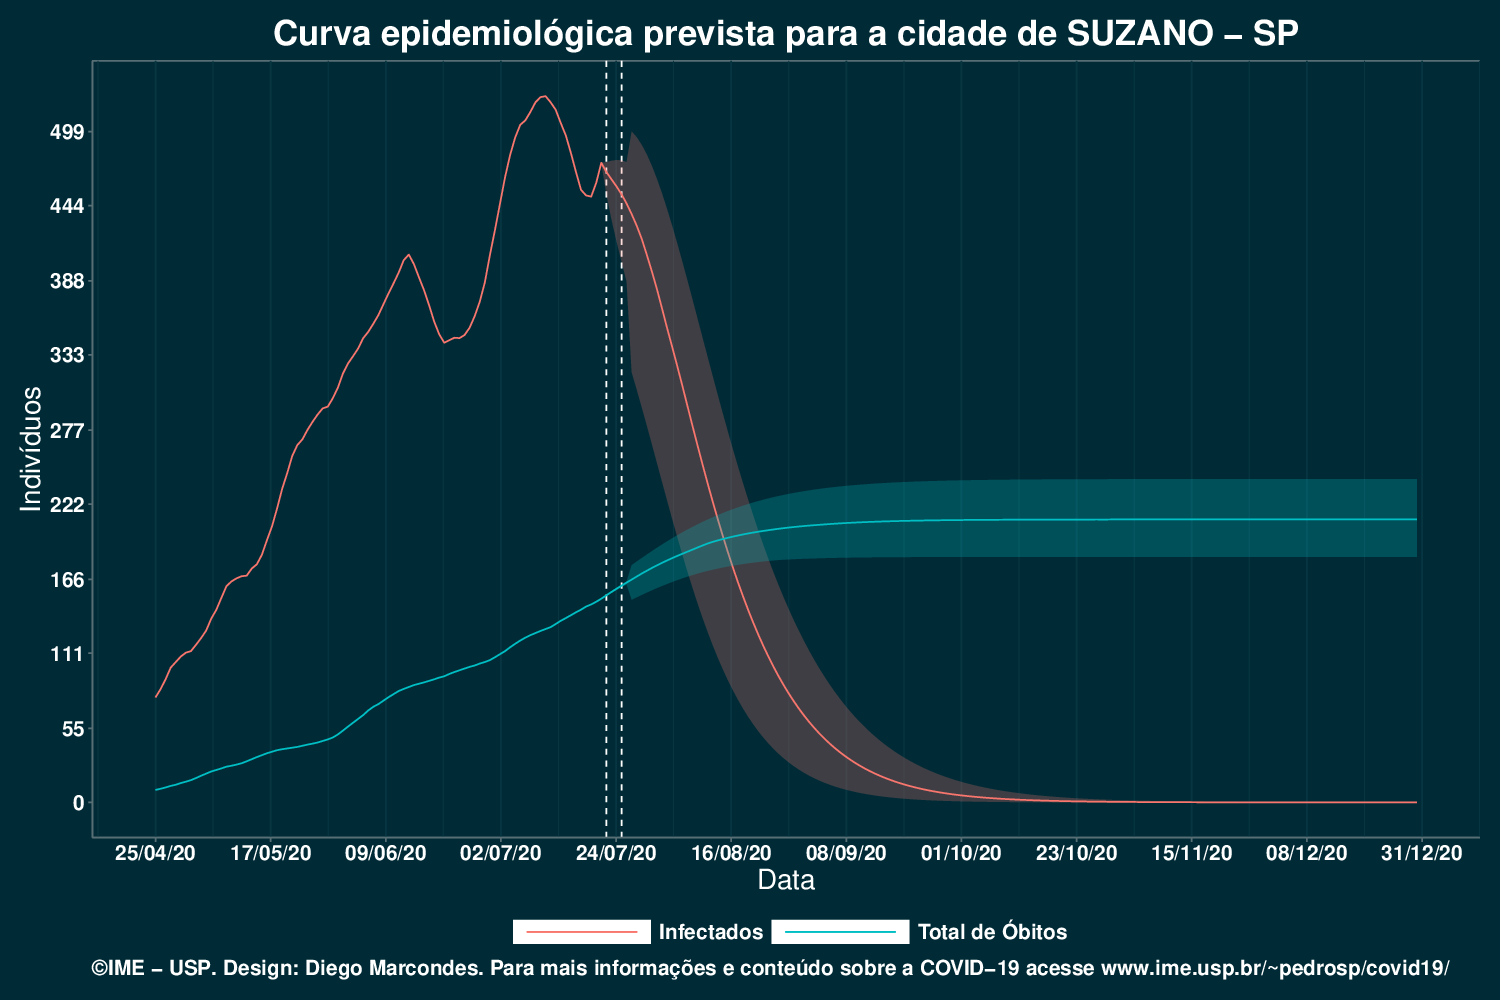 Curva epidemiológica prevista para a cidade de SUZANO – SP
Indivíduos
499
444
388
333
277
222
166
111
55
0
25/04/20 17/05/20 09/06/20 02/07/20 24/07/20 16/08/20 08/09/20 01/10/20 23/10/20 15/11/20 08/12/20 31/12/20
Data
Infectados Total de Óbitos
©IME – USP. Design: Diego Marcondes. Para mais informações e conteúdo sobre a COVID–19 acesse www.ime.usp.br/~pedrosp/covid19/